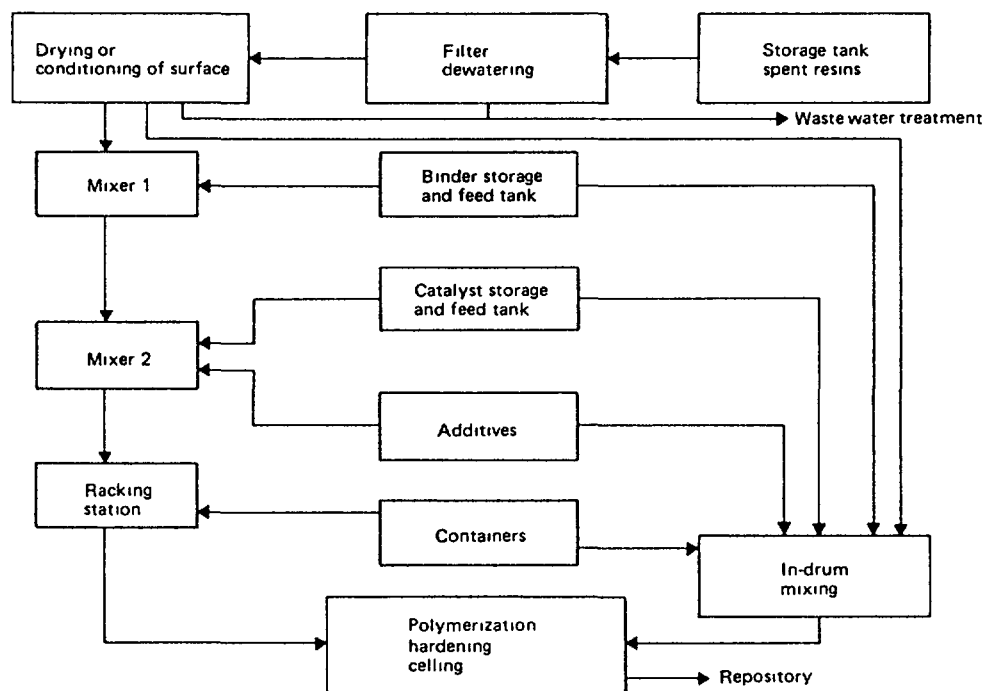 Drying or
conditioning of surface
Filter
dewatering
Storage tank
spent resins
Waste water treatment
Mixer 1
Binder storage
and feed tank
Catalyst storage
and feed tank
Mixer 2
Additives
Racking
station
Containers
In-drum
mixing
Polymerization
hardening
celling
Repository